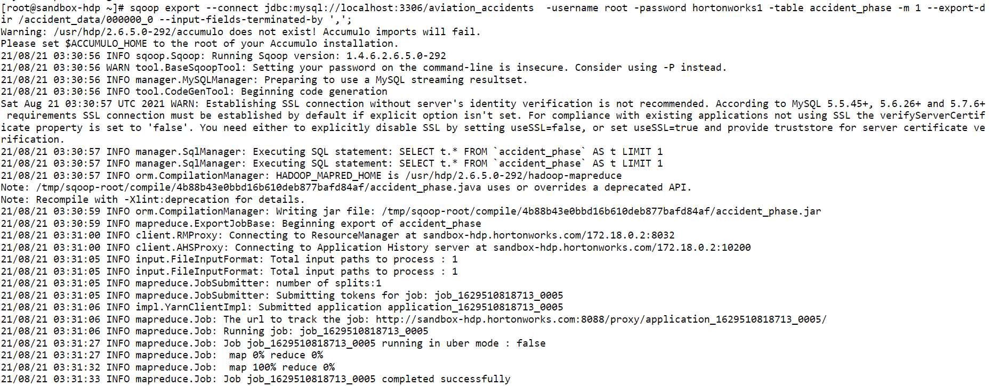 [root@sandbox-hdp ~]# sqoop export --connect jdbc:mysql://localhost:3306/aviation_accidents  -username root -password hortonworks1 -table accident_phase -m 1 --export-d
ir /accident_data/000000_0 --input-fields-terminated-by ',';
Warning: /usr/hdp/2.6.5.0-292/accumulo does not exist! Accumulo imports will fail.
Please set $ACCUMULO_HOME to the root of your Accumulo installation.
21/08/21 03:30:56 INFO sqoop.Sqoop: Running Sqoop version: 1.4.6.2.6.5.0-292
21/08/21 03:30:56 WARN tool.BaseSqoopTool: Setting your password on the command-line is insecure. Consider using -P instead.
21/08/21 03:30:56 INFO manager.MySQLManager: Preparing to use a MySQL streaming resultset.
21/08/21 03:30:56 INFO tool.CodeGenTool: Beginning code generation
Sat Aug 21 03:30:57 UTC 2021 WARN: Establishing SSL connection without server's identity verification is not recommended. According to MySQL 5.5.45+, 5.6.26+ and 5.7.6+
 requirements SSL connection must be established by default if explicit option isn't set. For compliance with existing applications not using SSL the verifyServerCertif
icate property is set to 'false'. You need either to explicitly disable SSL by setting useSSL=false, or set useSSL=true and provide truststore for server certificate ve
rification.
21/08/21 03:30:57 INFO manager.SqlManager: Executing SQL statement: SELECT t.* FROM `accident_phase` AS t LIMIT 1
21/08/21 03:30:57 INFO manager.SqlManager: Executing SQL statement: SELECT t.* FROM `accident_phase` AS t LIMIT 1
21/08/21 03:30:57 INFO orm.CompilationManager: HADOOP_MAPRED_HOME is /usr/hdp/2.6.5.0-292/hadoop-mapreduce
Note: /tmp/sqoop-root/compile/4b88b43e0bbd16b610deb877bafd84af/accident_phase.java uses or overrides a deprecated API.
Note: Recompile with -Xlint:deprecation for details.
21/08/21 03:30:59 INFO orm.CompilationManager: Writing jar file: /tmp/sqoop-root/compile/4b88b43e0bbd16b610deb877bafd84af/accident_phase.jar
21/08/21 03:30:59 INFO mapreduce.ExportJobBase: Beginning export of accident_phase
21/08/21 03:31:00 INFO client.RMProxy: Connecting to ResourceManager at sandbox-hdp.hortonworks.com/172.18.0.2:8032
21/08/21 03:31:00 INFO client.AHSProxy: Connecting to Application History server at sandbox-hdp.hortonworks.com/172.18.0.2:10200
21/08/21 03:31:05 INFO input.FileInputFormat: Total input paths to process : 1
21/08/21 03:31:05 INFO input.FileInputFormat: Total input paths to process : 1
21/08/21 03:31:05 INFO mapreduce.JobSubmitter: number of splits:1
21/08/21 03:31:05 INFO mapreduce.JobSubmitter: Submitting tokens for job: job_1629510818713_0005
21/08/21 03:31:06 INFO impl.YarnClientImpl: Submitted application application_1629510818713_0005
21/08/21 03:31:06 INFO mapreduce.Job: The url to track the job: http://sandbox-hdp.hortonworks.com:8088/proxy/application_1629510818713_0005/
21/08/21 03:31:06 INFO mapreduce.Job: Running job: job_1629510818713_0005
21/08/21 03:31:27 INFO mapreduce.Job: Job job_1629510818713_0005 running in uber mode : false
21/08/21 03:31:27 INFO mapreduce.Job:  map 0% reduce 0%
21/08/21 03:31:32 INFO mapreduce.Job:  map 100% reduce 0%
21/08/21 03:31:33 INFO mapreduce.Job: Job job_1629510818713_0005 completed successfully